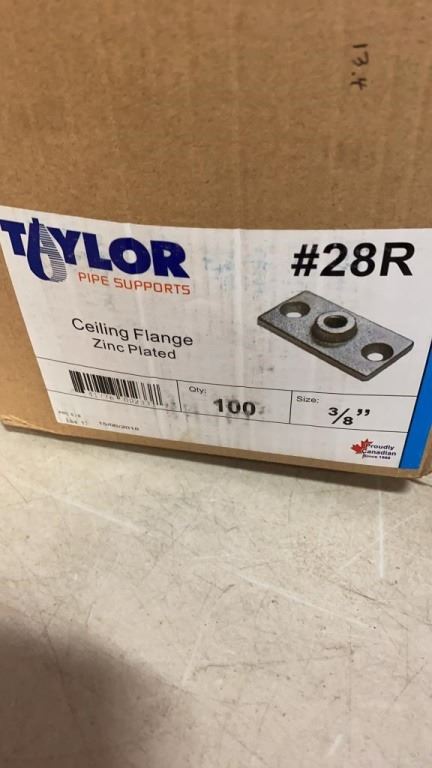 13.4
TAYLOR
PIPE SUPPORTS
#28R
Ceiling Flange
Zinc Plated
Qty:
100
Size:
3/8”
Proudly
Canadian